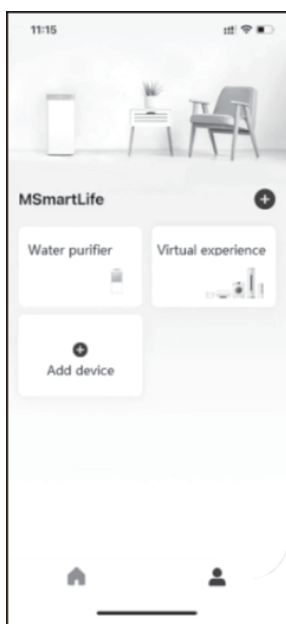 11:15
MSmartLife
Water purifier
Virtual experience
Add device